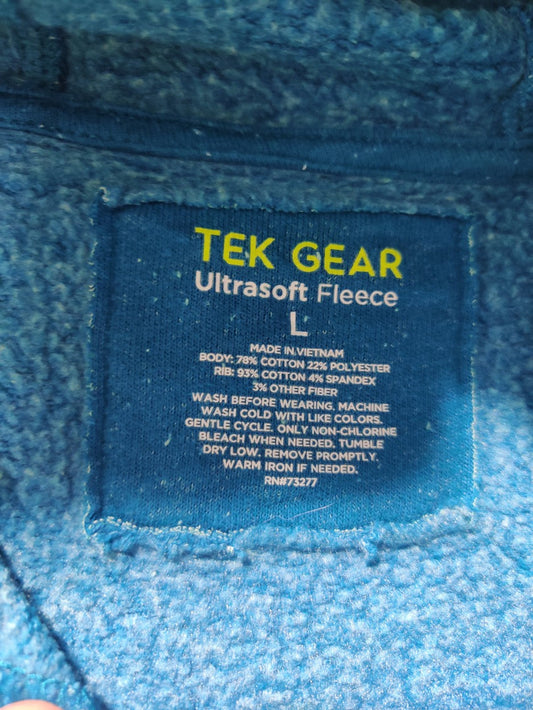 TEK GEAR
Ultrasoft Fleece
L
MADE IN VIETNAM
BODY: 78% COTTON 22% POLYESTER
RIB: 93% COTTON 4% SPANDEX
3% OTHER FIBER
WASH BEFORE WEARING. MACHINE
WASH COLD WITH LIKE COLORS.
GENTLE CYCLE. ONLY NON-CHLORINE
BLEACH WHEN NEEDED. TUMBLE
DRY LOW. REMOVE PROMPTLY.
WARM IRON IF NEEDED.
RN#73277